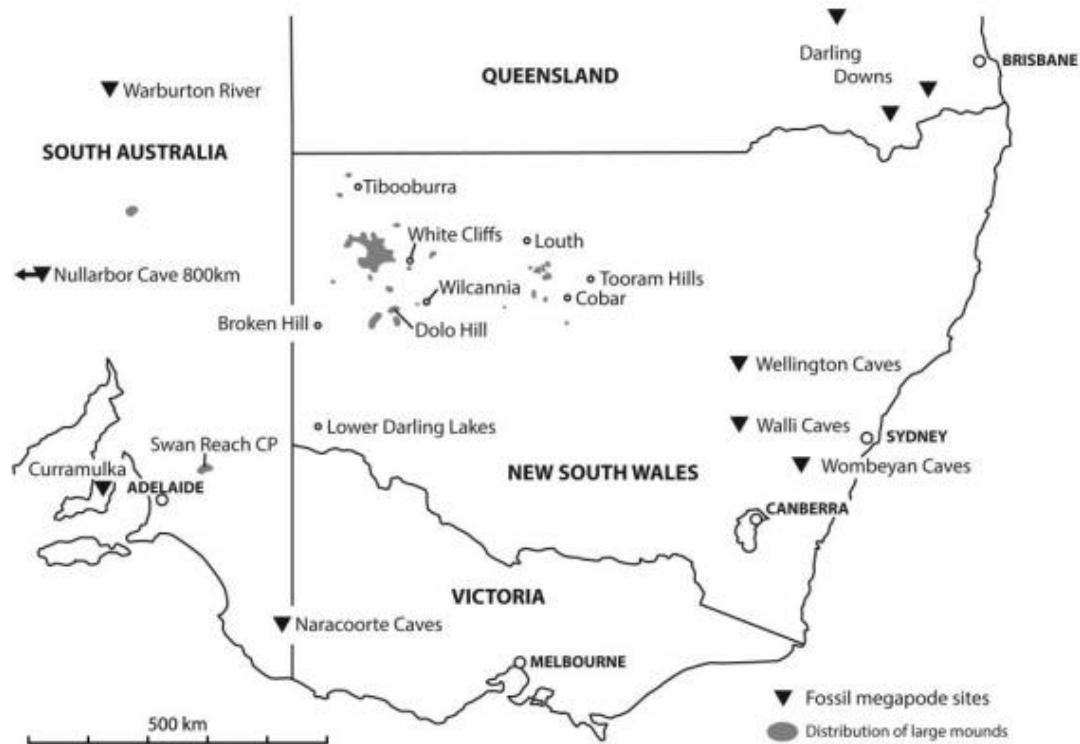 Darling
Downs
BRISBANE
QUEENSLAND
Warburton River
SOUTH AUSTRALIA
Tibooburra
White Cliffs
Louth
Nullarbor Cave 800km
Tooram Hills
Wilcannia
Cobar
Broken Hill
Dolo Hill
Wellington Caves
Lower Darling Lakes
Walli Caves
SYDNEY
Swan Reach CP
Curramulka
NEW SOUTH WALES
Wombeyan Caves
ADELAIDE
CANBERRA
VICTORIA
Naracoorte Caves
MELBOURNE
Fossil megapode sites
500 km
Distribution of large mounds